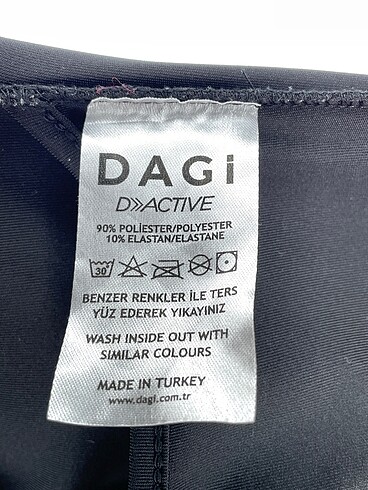 DAGi
D»ACTIVE
90% POLİESTER/POLYESTER
10% ELASTAN/ELASTANE
30°
BENZER RENKLER İLE TERS
YÜZ EDEREK YIKAYINIZ
WASH INSIDE OUT WITH
SIMILAR COLOURS
MADE IN TURKEY
www.dagi.com.tr